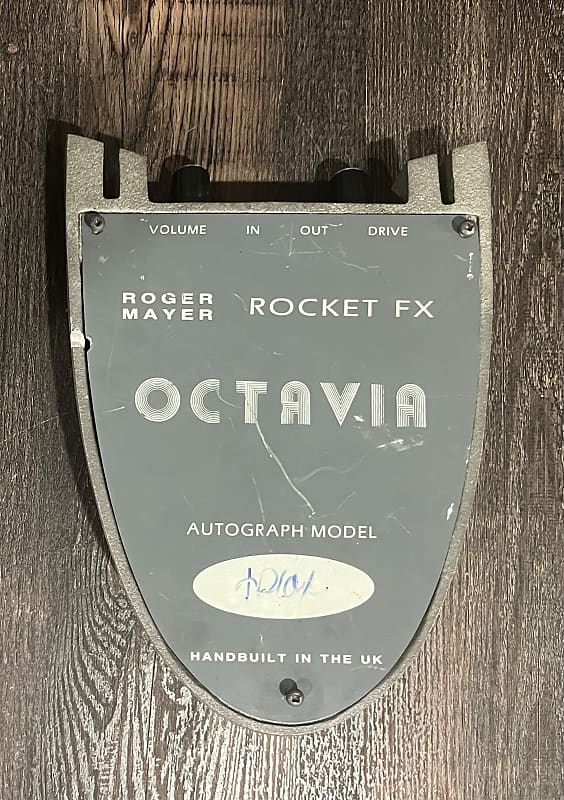 VOLUME IN OUT DRIVE
ROGER MAYER ROCKET FX
OCTAVIA
AUTOGRAPH MODEL
HANDBUILT IN THE UK